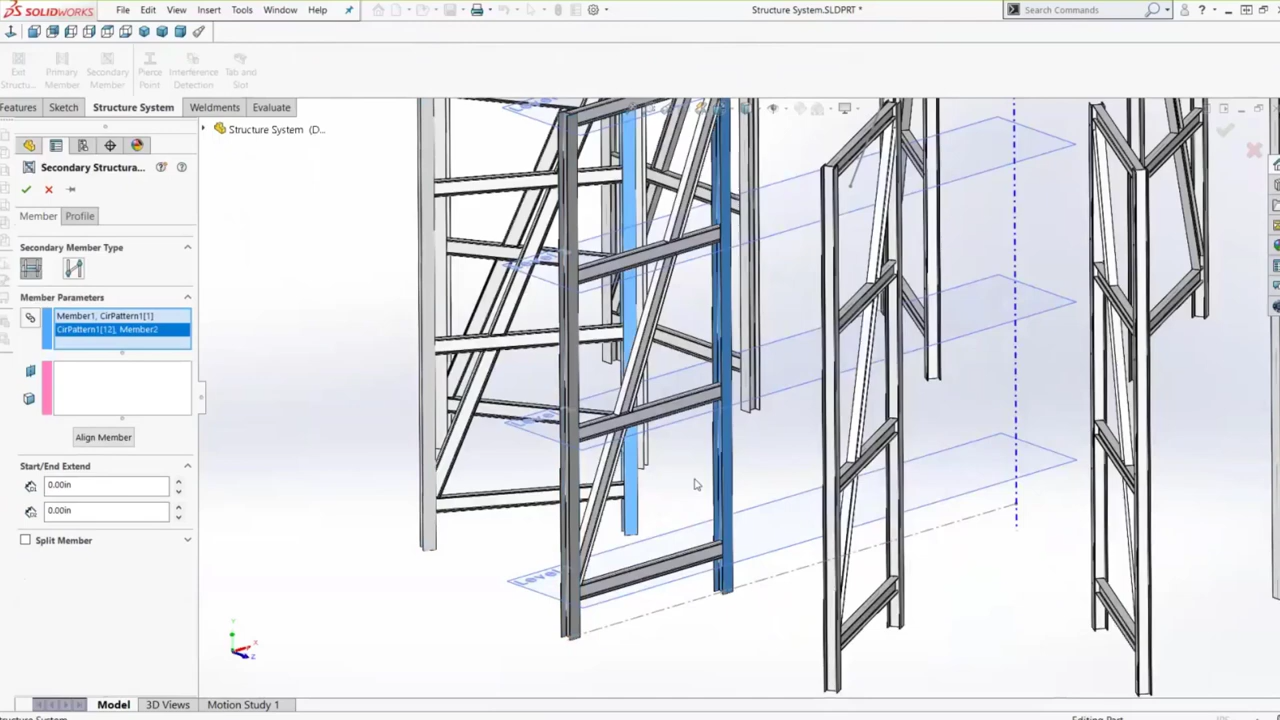 SOLIDWORKS File Edit View Insert Tools Window Help Structure System.SLDPRT * Search Commands
Exit Structu... Primary Member Secondary Member Pierce Point Interference Detection Tab and Slot
Features Sketch Structure System Weldments Evaluate
Structure System (D...
Secondary Structura...
Member Profile
Secondary Member Type
Member Parameters
Member1, CirPattern1[1]
CirPattern1[12], Member2
Align Member
Start/End Extend
0.00in
0.00in
Split Member
Level
Y
X
Z
Model 3D Views Motion Study 1
Structure System Editing Part